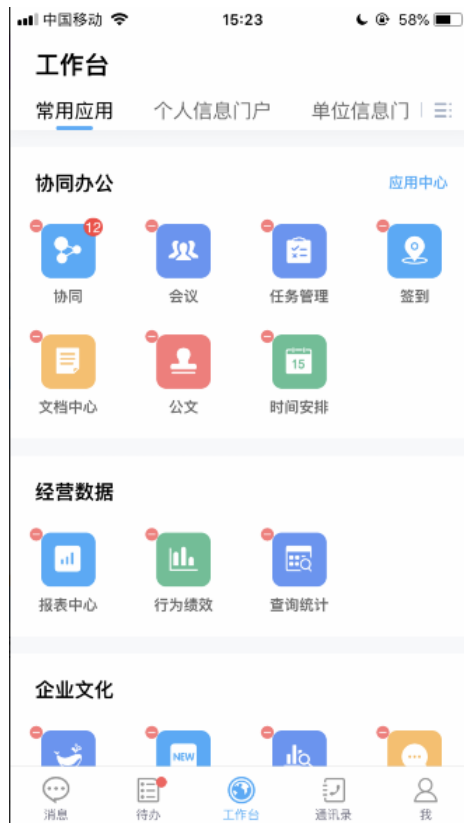 中国移动 15:23 58%
工作台
常用应用 个人信息门户 单位信息门
协同办公 应用中心
12
协同 会议 任务管理 签到
15
文档中心 公文 时间安排
经营数据
报表中心 行为绩效 查询统计
企业文化
NEW
消息 待办 工作台 通讯录 我